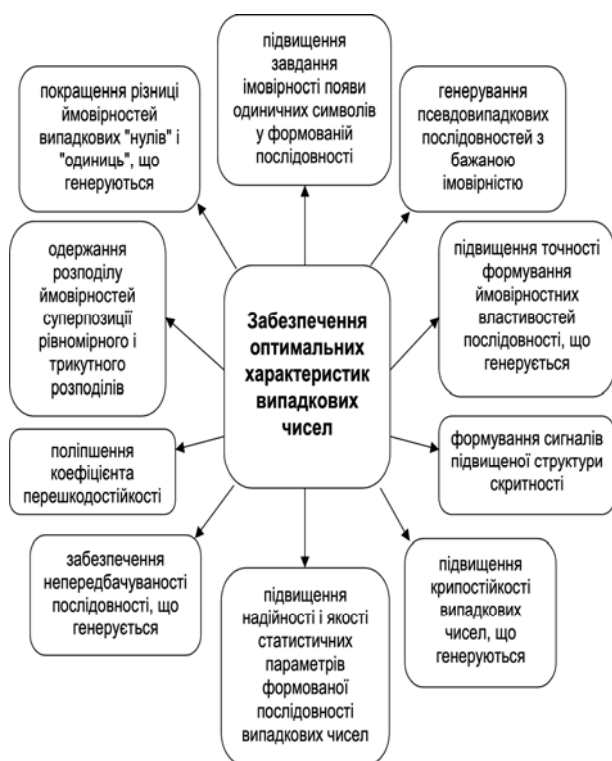 підвищення
завдання
імовірності появи
одиничних символів
у формованій
послідовності
покращення різниці
ймовірностей
випадкових "нулів" і
"одиниць", що
генеруються
генерування
псевдовипадкових
послідовностей з
бажаною
імовірністю
одержання
розподілу
ймовірностей
суперпозиції
рівномірного і
трикутного
розподілів
Забезпечення
оптимальних
характеристик
випадкових
чисел
підвищення точності
формування
ймовірностних
властивостей
послідовності, що
генерується
поліпшення
коефіцієнта
перешкодостійкості
формування сигналів
підвищеної структури
скритності
забезпечення
непередбачуваності
послідовності, що
генерується
підвищення
надійності і якості
статистичних
параметрів
формованої
послідовності
випадкових чисел
підвищення
крипостійкості
випадкових
чисел, що
генеруються